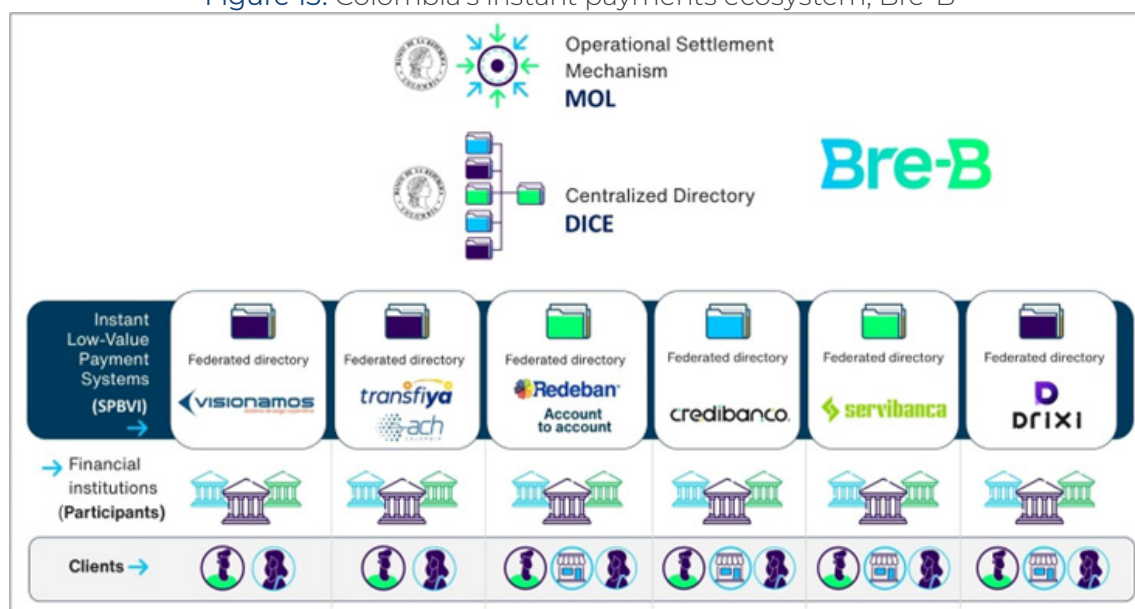 Figure 13. Colombia's instant payments ecosystem, Bre-B
Operational Settlement
Mechanism
MOL
Bre-B
Centralized Directory
DICE
Instant
Low-Value
Payment
Systems
(SPBVI)
Federated directory
VISIONAMOS
Federated directory
transfiya
ach
COLOMBIA
Federated directory
Redeban
Account
to account
Federated directory
credibanco.
Federated directory
servibanca
Federated directory
DRIXI
Financial
institutions
(Participants)
Clients